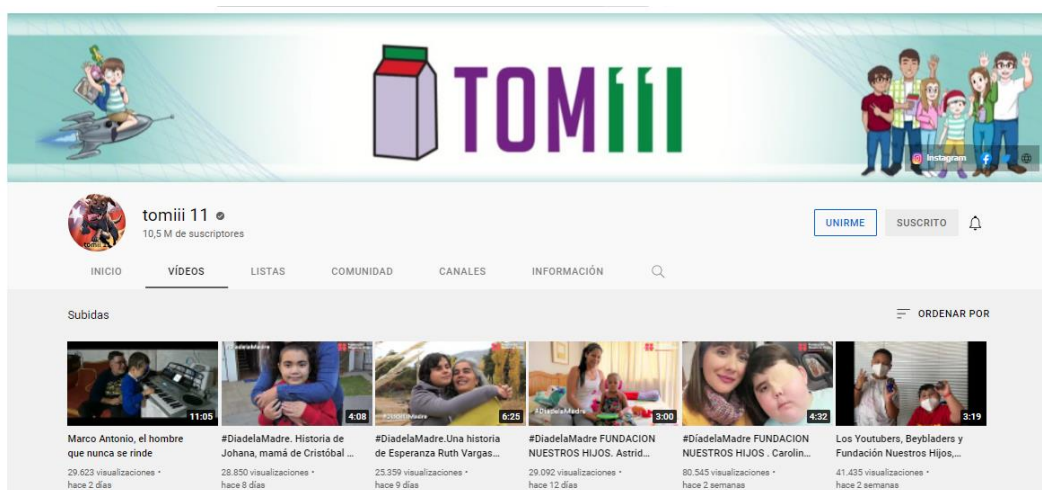 TOMIII
Instagram
tomiii 11
tomiii 11
10,5 M de suscriptores
UNIRME
SUSCRITO
INICIO
VÍDEOS
LISTAS
COMUNIDAD
CANALES
INFORMACIÓN
Subidas
ORDENAR POR
11:05
#DiadelaMadre
4:08
#DiadelaMadre
6:25
#DiadelaMadre
3:00
#DiadelaMadre
4:32
3:19
Marco Antonio, el hombre
que nunca se rinde
29.623 visualizaciones •
hace 2 días
#DiadelaMadre. Historia de
Johana, mamá de Cristóbal ...
28.850 visualizaciones •
hace 8 días
#DiadelaMadre.Una historia
de Esperanza Ruth Vargas...
25.359 visualizaciones •
hace 9 días
#DiadelaMadre FUNDACION
NUESTROS HIJOS. Astrid...
29.092 visualizaciones •
hace 12 días
#DíadelaMadre FUNDACION
NUESTROS HIJOS . Carolin...
80.545 visualizaciones •
hace 2 semanas
Los Youtubers, Beybladers y
Fundación Nuestros Hijos,...
41.435 visualizaciones •
hace 2 semanas